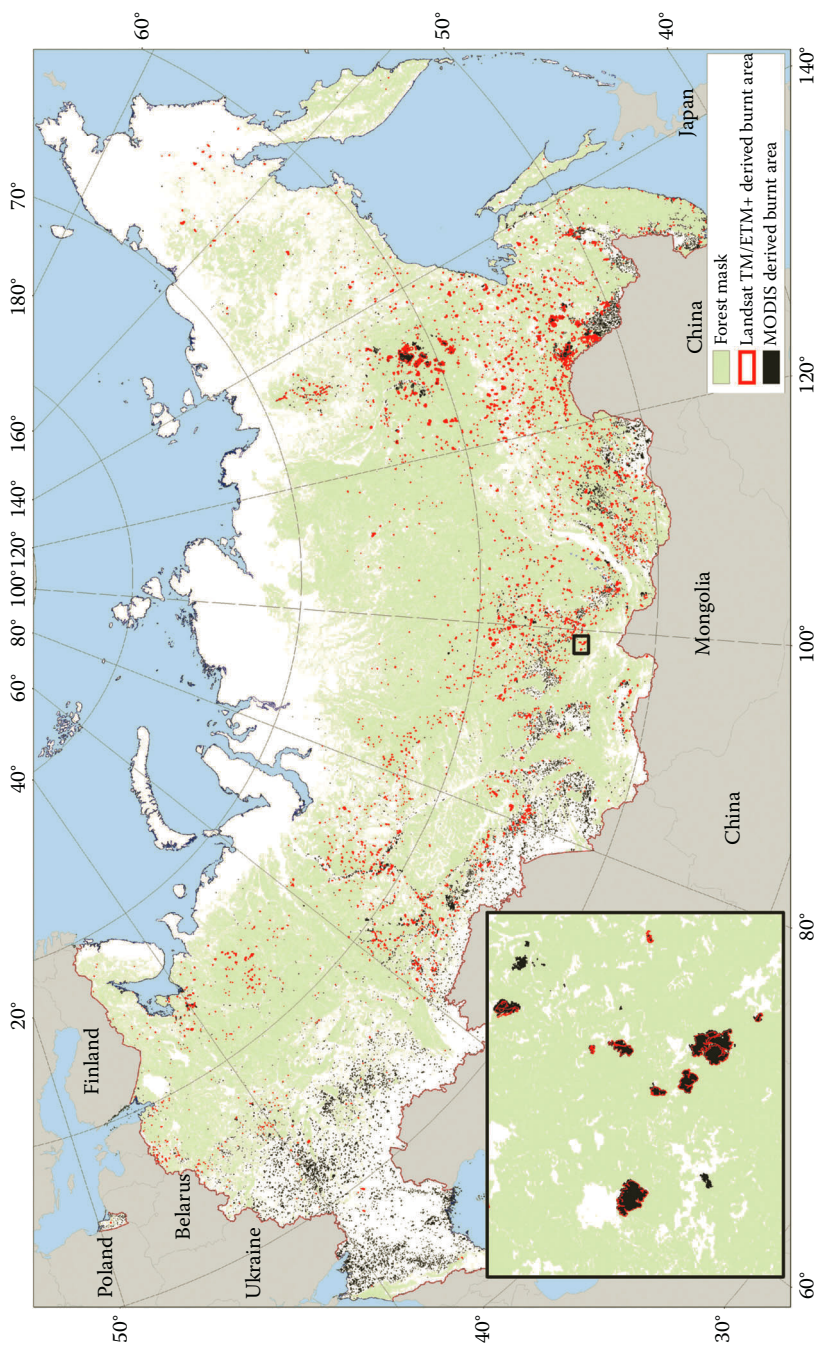 20°
40°
60°
80°
100°
120°
140°
160°
180°
70°
60°
50°
40°
Finland
Poland
Belarus
Ukraine
50°
40°
30°
Japan
China
Mongolia
China
Forest mask
Landsat TM/ETM+ derived burnt area
MODIS derived burnt area
60°
80°
100°
120°
140°